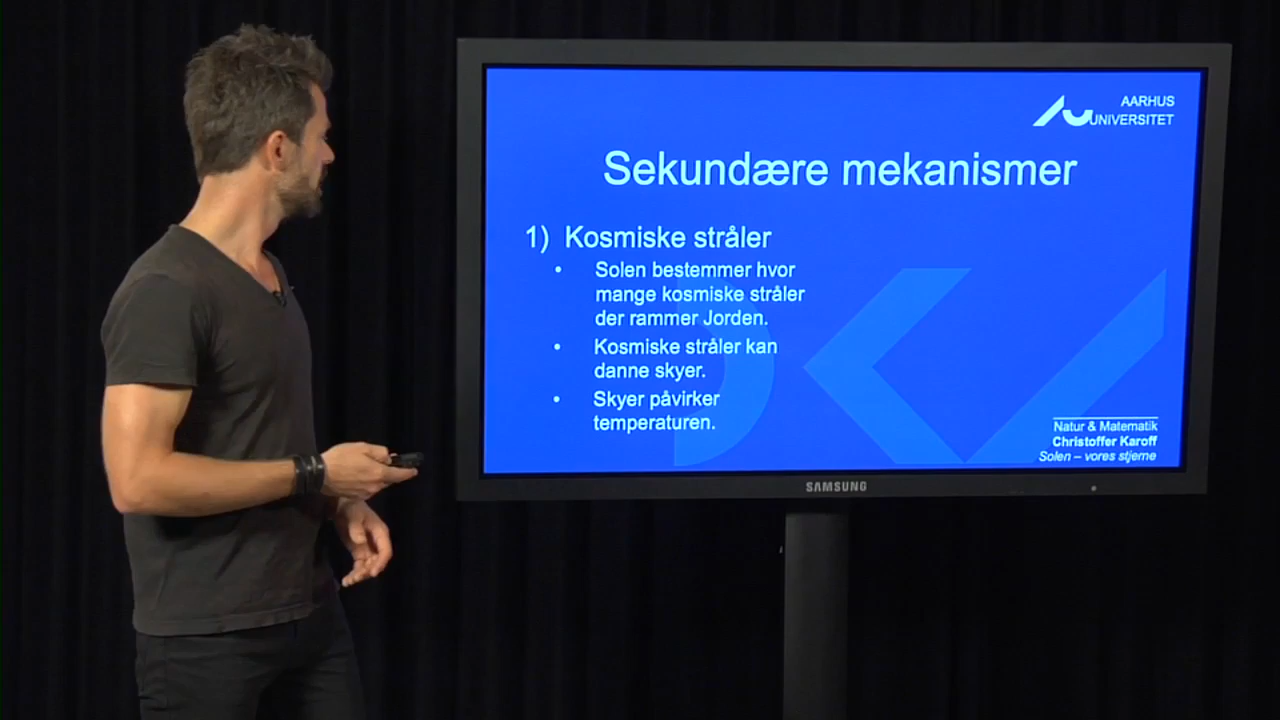 AARHUS
UNIVERSITET
Sekundære mekanismer
1) Kosmiske stråler
• Solen bestemmer hvor
mange kosmiske stråler
der rammer Jorden.
• Kosmiske stråler kan
danne skyer.
• Skyer påvirker
temperaturen.
Natur & Matematik
Christoffer Karoff
Solen – vores stjerne
SAMSUNG